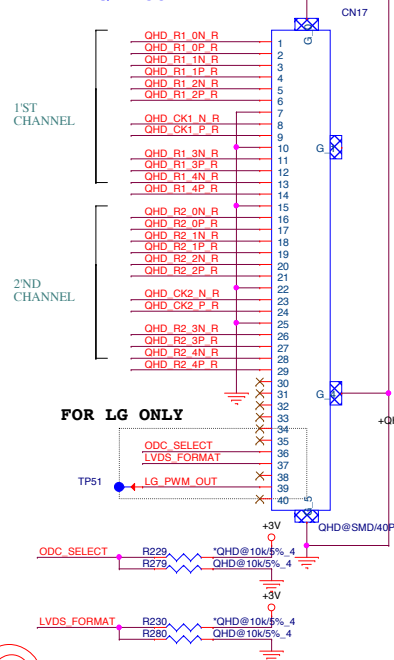 CN17
G_
QHD_R1_0N_R 1
QHD_R1_0P_R 2
QHD_R1_1N_R 3
QHD_R1_1P_R 4
QHD_R1_2N_R 5
QHD_R1_2P_R 6
7
QHD_CK1_N_R 8
QHD_CK1_P_R 9
10
QHD_R1_3N_R 11
QHD_R1_3P_R 12
QHD_R1_4N_R 13
QHD_R1_4P_R 14
1'ST
CHANNEL
G_
15
QHD_R2_0N_R 16
QHD_R2_0P_R 17
QHD_R2_1N_R 18
QHD_R2_1P_R 19
QHD_R2_2N_R 20
QHD_R2_2P_R 21
22
QHD_CK2_N_R 23
QHD_CK2_P_R 24
25
QHD_R2_3N_R 26
QHD_R2_3P_R 27
QHD_R2_4N_R 28
QHD_R2_4P_R 29
2'ND
CHANNEL
30
31
32
33
34
35
G_
FOR LG ONLY
ODC_SELECT 36
LVDS_FORMAT 37
38
TP51 LG_PWM_OUT 39
40
G_5
QHD@SMD/40P
+3V
ODC_SELECT R229 *QHD@10k/5%_4
R279 QHD@10k/5%_4
+3V
LVDS_FORMAT R230 *QHD@10k/5%_4
R280 QHD@10k/5%_4